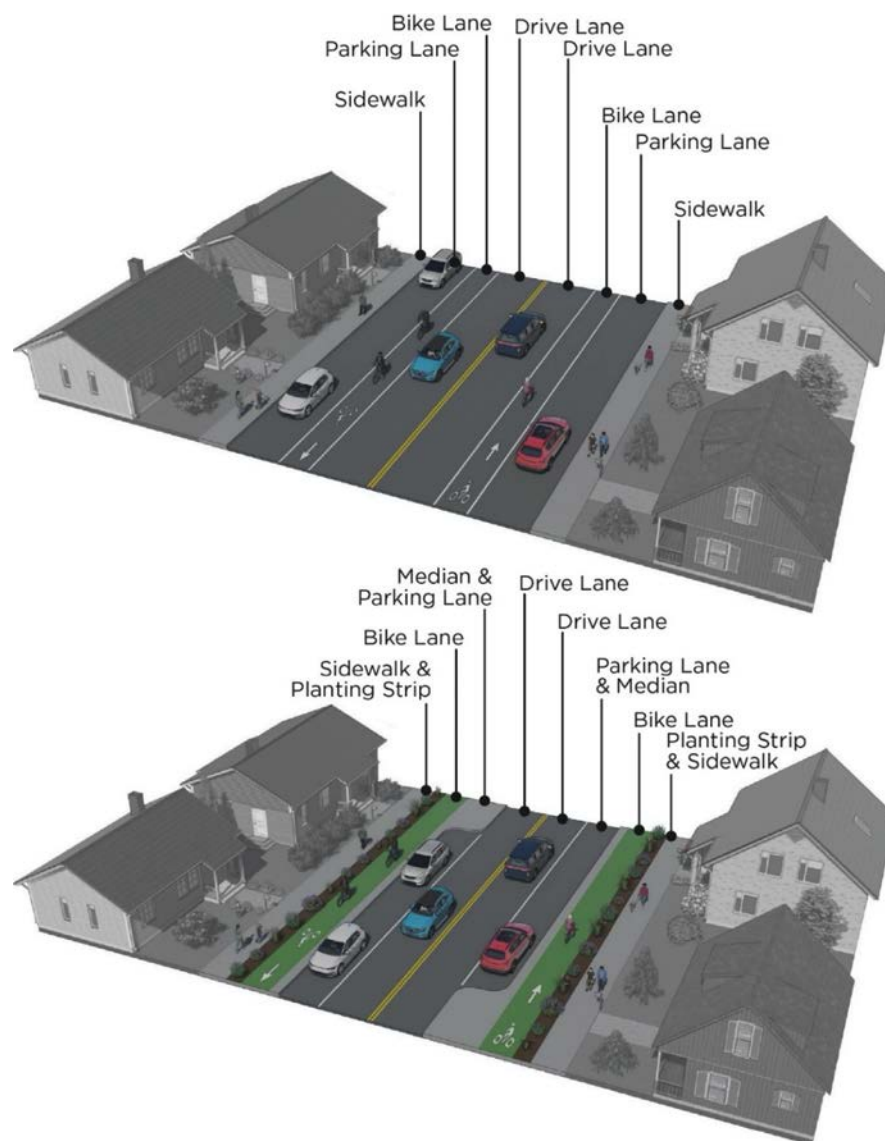 Bike Lane
Drive Lane
Parking Lane
Drive Lane
Sidewalk
Bike Lane
Parking Lane
Sidewalk
Median &
Parking Lane
Drive Lane
Bike Lane
Drive Lane
Sidewalk &
Planting Strip
Parking Lane
& Median
Bike Lane
Planting Strip
& Sidewalk